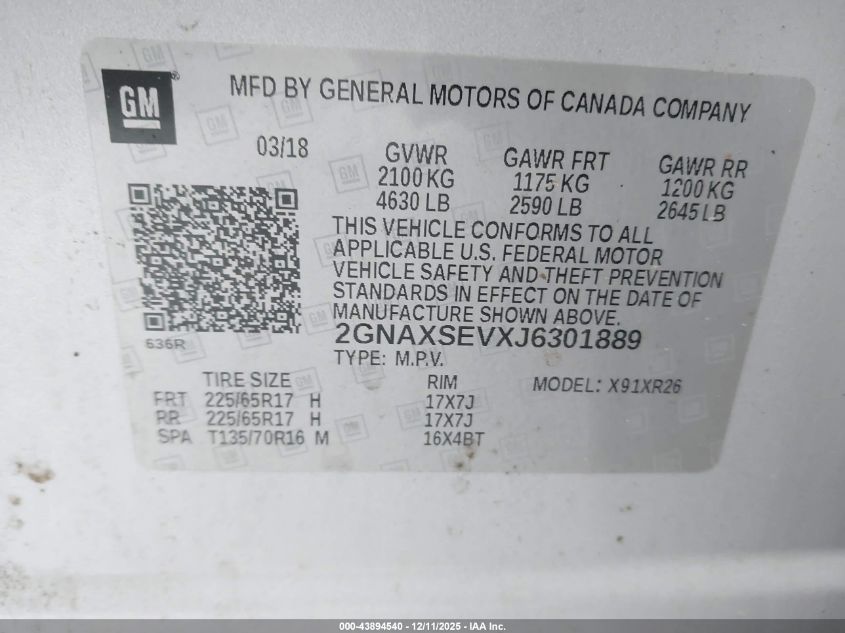 GM®
MFD BY GENERAL MOTORS OF CANADA COMPANY
03/18
GVWR GAWR FRT GAWR RR
2100 KG 1175 KG 1200 KG
4630 LB 2590 LB 2645 LB
THIS VEHICLE CONFORMS TO ALL
APPLICABLE U.S. FEDERAL MOTOR
VEHICLE SAFETY AND THEFT PREVENTION
STANDARDS IN EFFECT ON THE DATE OF
MANUFACTURE SHOWN ABOVE.
636R
2GNAXSEVXJ6301889
TYPE: M.P.V.
TIRE SIZE RIM MODEL: X91XR26
FRT 225/65R17 H 17X7J
RR 225/65R17 H 17X7J
SPA T135/70R16 M 16X4BT
000-43894540 - 12/11/2025 - IAA Inc.